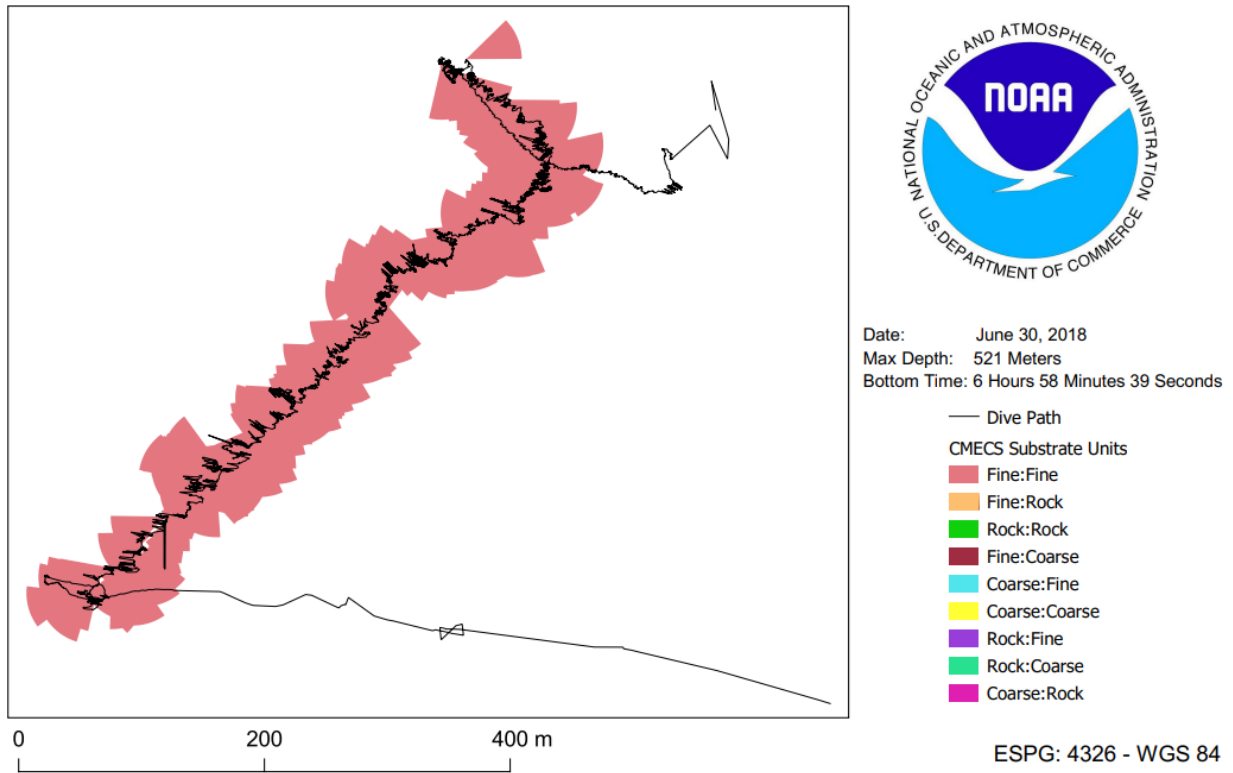 NATIONAL OCEANIC AND ATMOSPHERIC ADMINISTRATION
U.S. DEPARTMENT OF COMMERCE
NOAA
Date: June 30, 2018
Max Depth: 521 Meters
Bottom Time: 6 Hours 58 Minutes 39 Seconds
Dive Path
CMECS Substrate Units
Fine:Fine
Fine:Rock
Rock:Rock
Fine:Coarse
Coarse:Fine
Coarse:Coarse
Rock:Fine
Rock:Coarse
Coarse:Rock
0 200 400 m
ESPG: 4326 - WGS 84